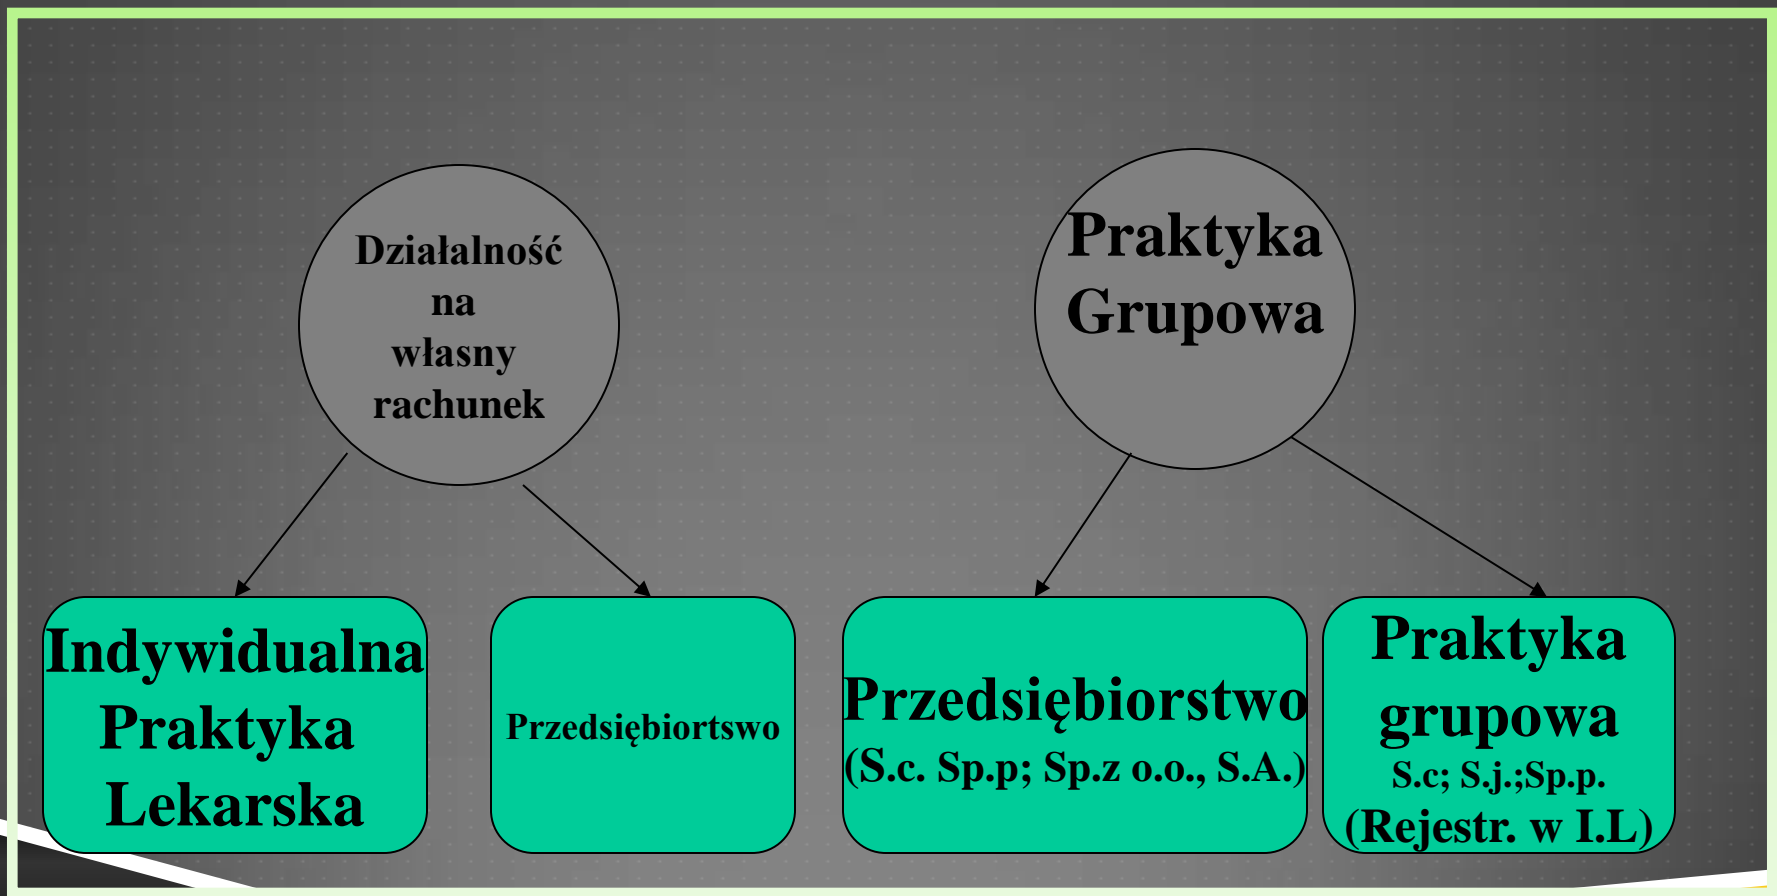 Działalność
na
własny
rachunek
Praktyka
Grupowa
Indywidualna
Praktyka
Lekarska
Przedsiębiortswo
Przedsiębiorstwo
(S.c. Sp.p; Sp.z o.o., S.A.)
Praktyka
grupowa
S.c; S.j.;Sp.p.
(Rejestr. w I.L)